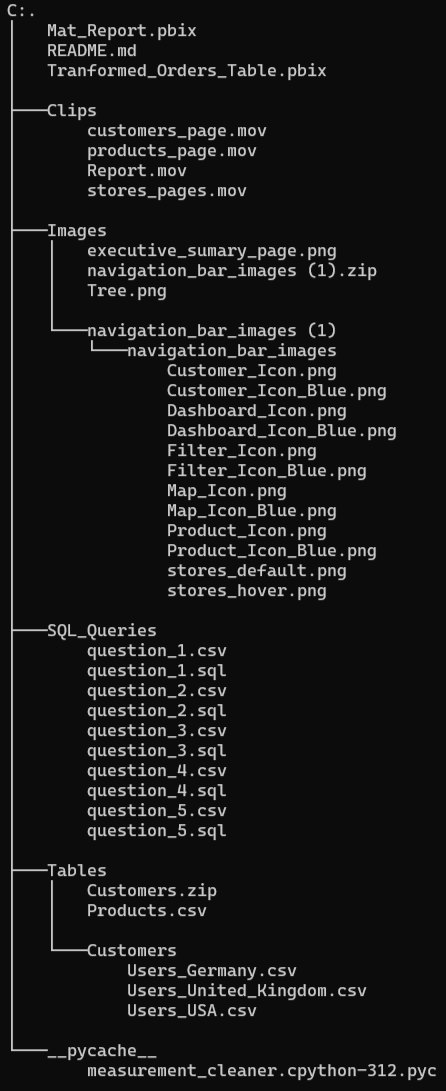 C:.
Mat_Report.pbix
README.md
Tranformed_Orders_Table.pbix
Clips
customers_page.mov
products_page.mov
Report.mov
stores_pages.mov
Images
executive_sumary_page.png
navigation_bar_images (1).zip
Tree.png
navigation_bar_images (1)
navigation_bar_images
Customer_Icon.png
Customer_Icon_Blue.png
Dashboard_Icon.png
Dashboard_Icon_Blue.png
Filter_Icon.png
Filter_Icon_Blue.png
Map_Icon.png
Map_Icon_Blue.png
Product_Icon.png
Product_Icon_Blue.png
stores_default.png
stores_hover.png
SQL_Queries
question_1.csv
question_1.sql
question_2.csv
question_2.sql
question_3.csv
question_3.sql
question_4.csv
question_4.sql
question_5.csv
question_5.sql
Tables
Customers.zip
Products.csv
Customers
Users_Germany.csv
Users_United_Kingdom.csv
Users_USA.csv
__pycache__
measurement_cleaner.cpython-312.pyc